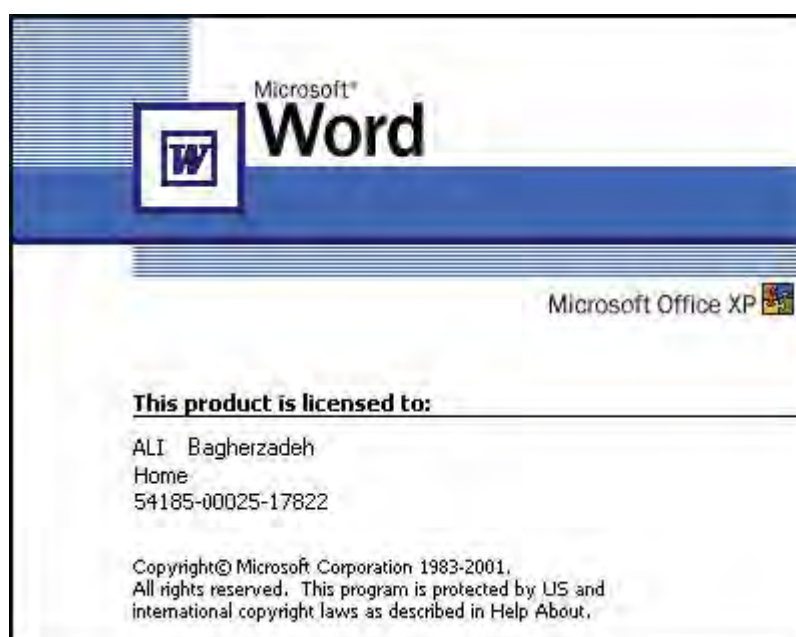 Microsoft®
Word
W
Microsoft Office XP
This product is licensed to:
ALI Bagherzadeh
Home
54185-00025-17822
Copyright© Microsoft Corporation 1983-2001.
All rights reserved. This program is protected by US and
international copyright laws as described in Help About.